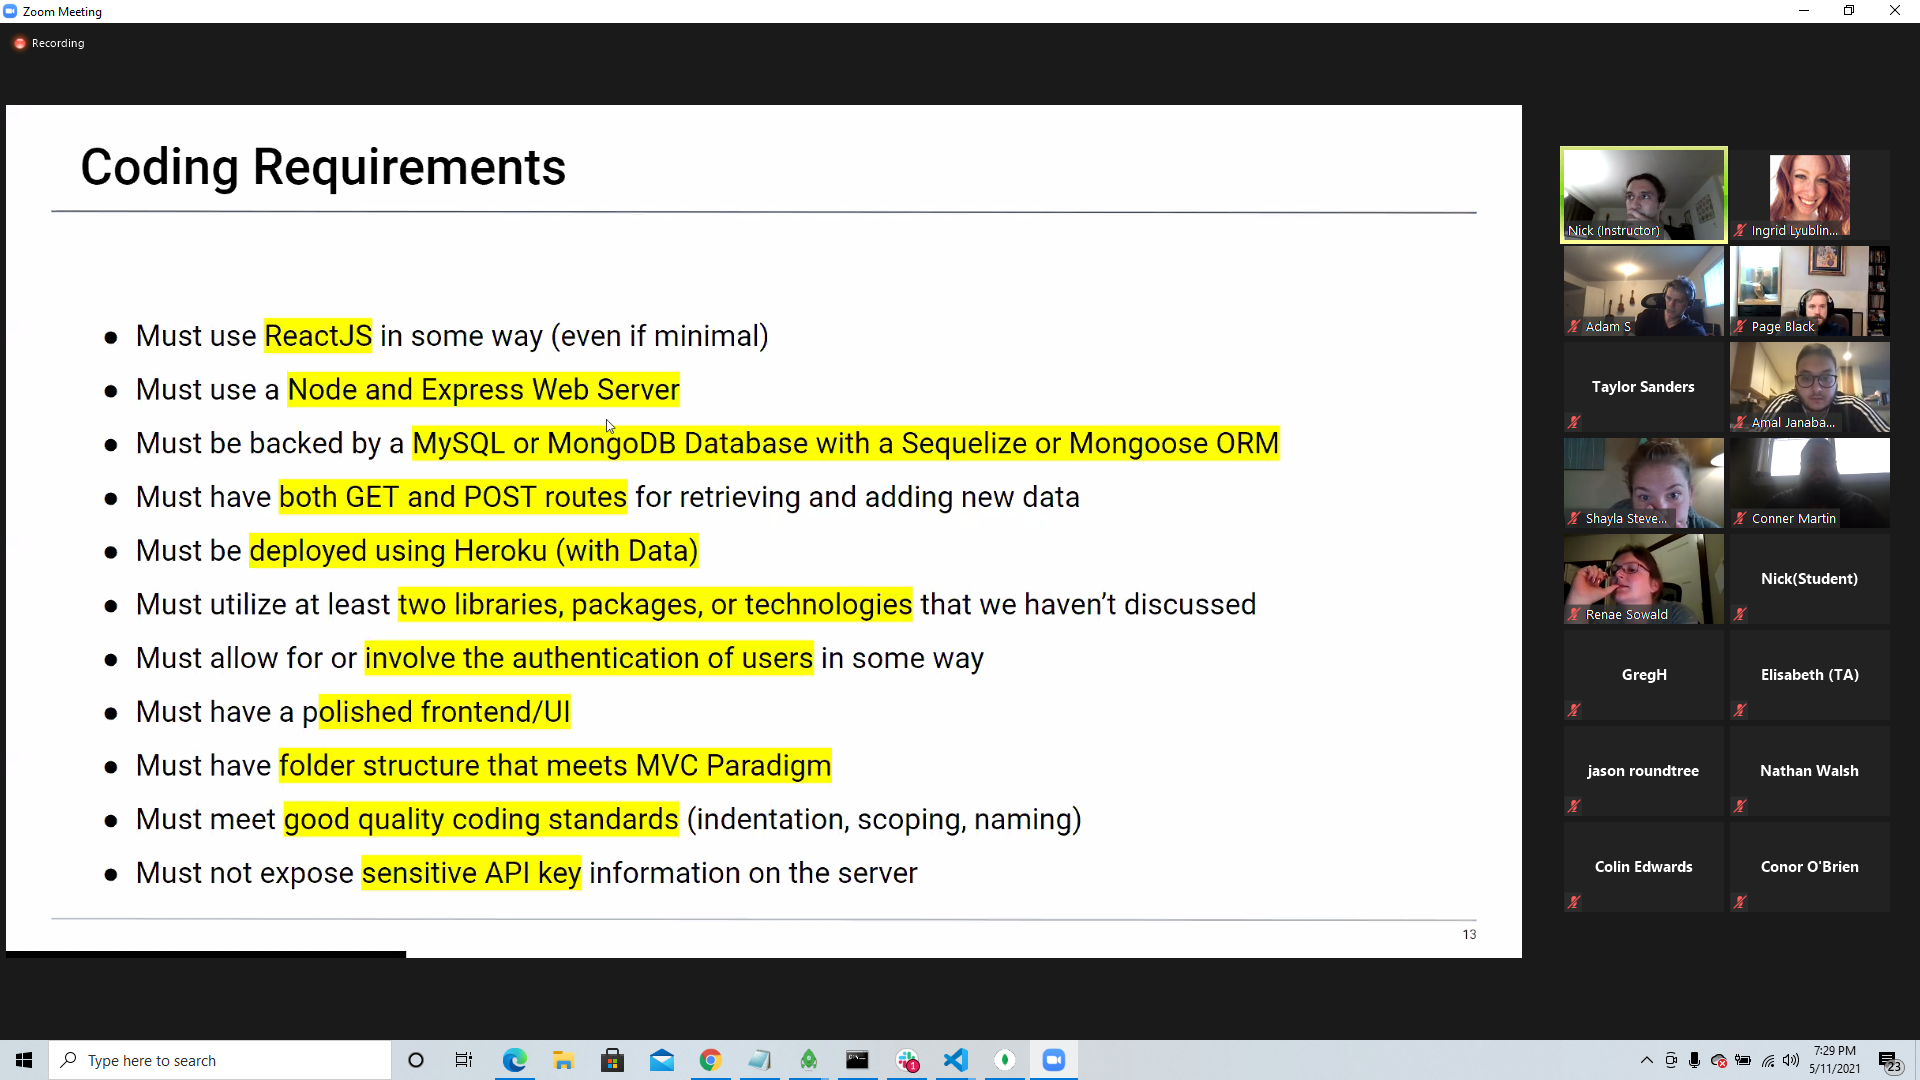 Zoom Meeting
Recording
Coding Requirements
● Must use ReactJS in some way (even if minimal)
● Must use a Node and Express Web Server
● Must be backed by a MySQL or MongoDB Database with a Sequelize or Mongoose ORM
● Must have both GET and POST routes for retrieving and adding new data
● Must be deployed using Heroku (with Data)
● Must utilize at least two libraries, packages, or technologies that we haven’t discussed
● Must allow for or involve the authentication of users in some way
● Must have a polished frontend/UI
● Must have folder structure that meets MVC Paradigm
● Must meet good quality coding standards (indentation, scoping, naming)
● Must not expose sensitive API key information on the server
13
Nick (Instructor)
Ingrid Lyublin...
Adam S
Page Black
Taylor Sanders
Amal Janaba...
Shayla Steve...
Conner Martin
Renae Sowald
Nick(Student)
GregH
Elisabeth (TA)
jason roundtree
Nathan Walsh
Colin Edwards
Conor O'Brien
Type here to search
1
7:29 PM
5/11/2021
23